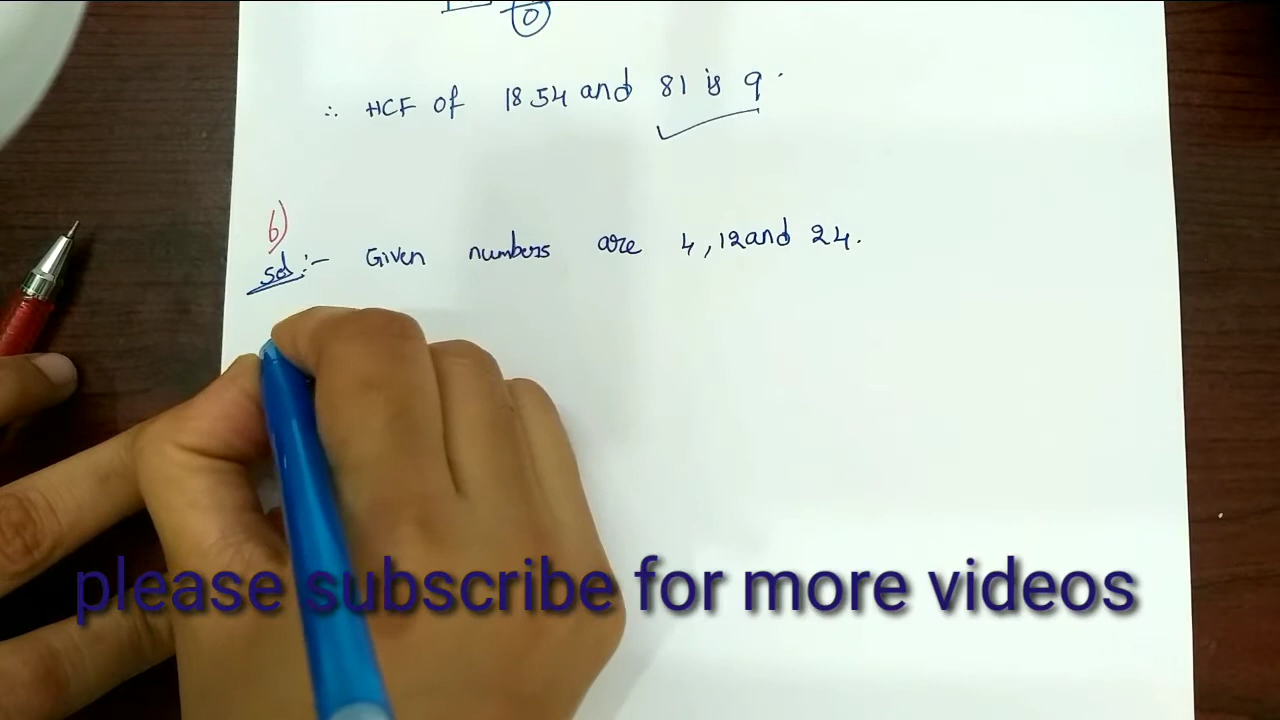 0
∴ HCF of 1854 and 81 is 9.
b)
Sol:- Given numbers are 4, 12 and 24.
please subscribe for more videos